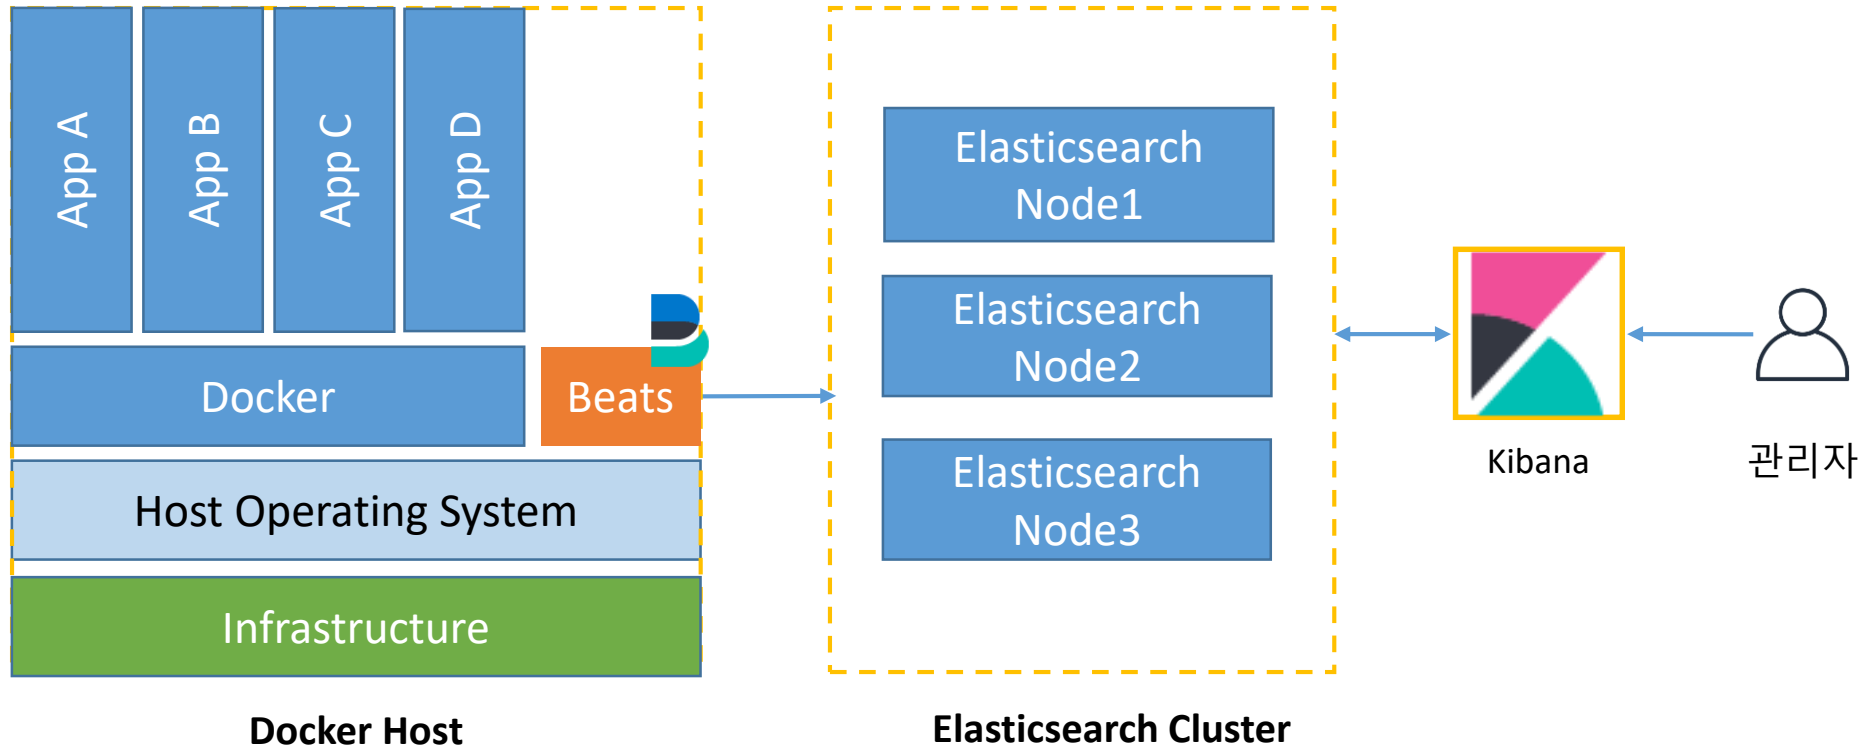 App A
App B
App C
App D
Docker
Beats
Host Operating System
Infrastructure
Docker Host
Elasticsearch
Node1
Elasticsearch
Node2
Elasticsearch
Node3
Elasticsearch Cluster
Kibana
관리자